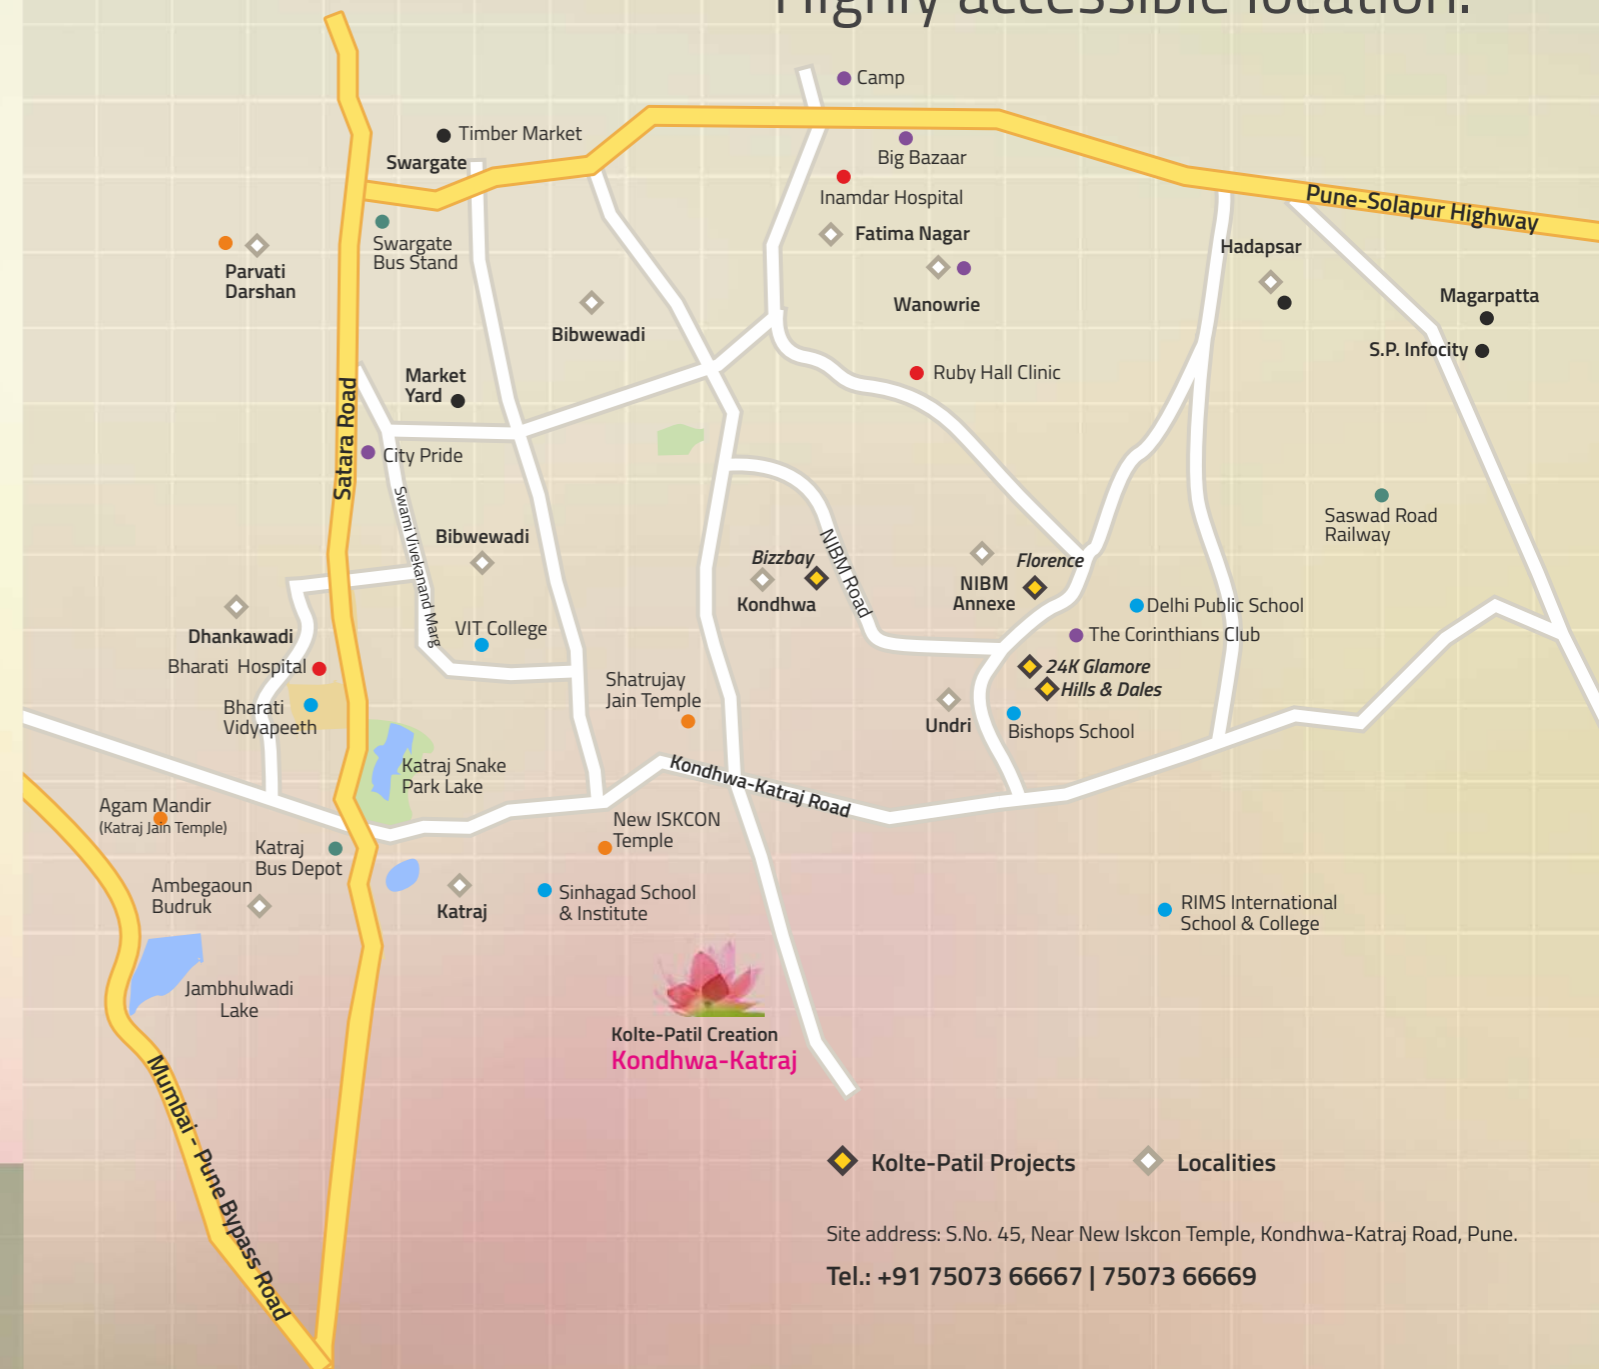 Highly accessible location.
Camp
Timber Market
Swargate
Big Bazaar
Inamdar Hospital
Pune-Solapur Highway
Swargate
Bus Stand
Fatima Nagar
Hadapsar
Parvati
Darshan
Wanowrie
Magarpatta
Bibwewadi
S.P. Infocity
Market
Yard
Ruby Hall Clinic
Satara Road
City Pride
Swami Vivekanand Marg
Saswad Road
Railway
Bibwewadi
Bizzbay
NIBM Road
Florence
NIBM
Annexe
Kondhwa
Delhi Public School
Dhankawadi
VIT College
The Corinthians Club
Bharati Hospital
24K Glamore
Shatrujay
Jain Temple
Hills & Dales
Bharati
Vidyapeeth
Undri
Bishops School
Katraj Snake
Park Lake
Kondhwa-Katraj Road
Agam Mandir
(Katraj Jain Temple)
New ISKCON
Temple
Katraj
Bus Depot
Ambegaoun
Budruk
Katraj
Sinhagad School
& Institute
RIMS International
School & College
Jambhulwadi
Lake
Kolte-Patil Creation
Kondhwa-Katraj
Mumbai - Pune Bypass Road
Kolte-Patil Projects
Localities
Site address: S.No. 45, Near New Iskcon Temple, Kondhwa-Katraj Road, Pune.
Tel.: +91 75073 66667 | 75073 66669